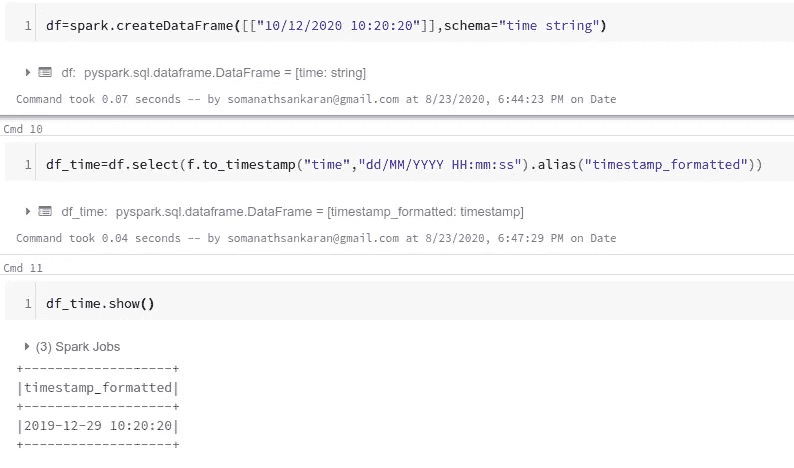 1 df=spark.createDataFrame([["10/12/2020 10:20:20"]],schema="time string")
df: pyspark.sql.dataframe.DataFrame = [time: string]
Command took 0.07 seconds -- by somanathsankaran@gmail.com at 8/23/2020, 6:44:23 PM on Date
Cmd 10
1 df_time=df.select(f.to_timestamp("time","dd/MM/YYYY HH:mm:ss").alias("timestamp_formatted"))
df_time: pyspark.sql.dataframe.DataFrame = [timestamp_formatted: timestamp]
Command took 0.04 seconds -- by somanathsankaran@gmail.com at 8/23/2020, 6:47:29 PM on Date
Cmd 11
1 df_time.show()
(3) Spark Jobs
+-------------------+
|timestamp_formatted|
+-------------------+
|2019-12-29 10:20:20|
+-------------------+